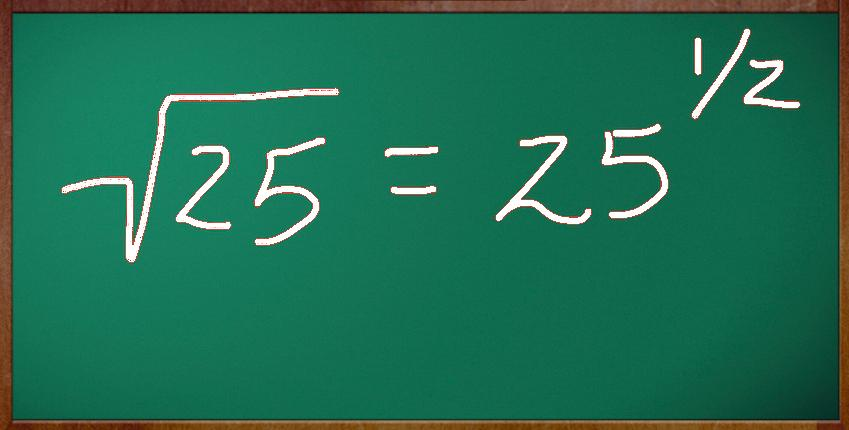 √25 = 25^1/2